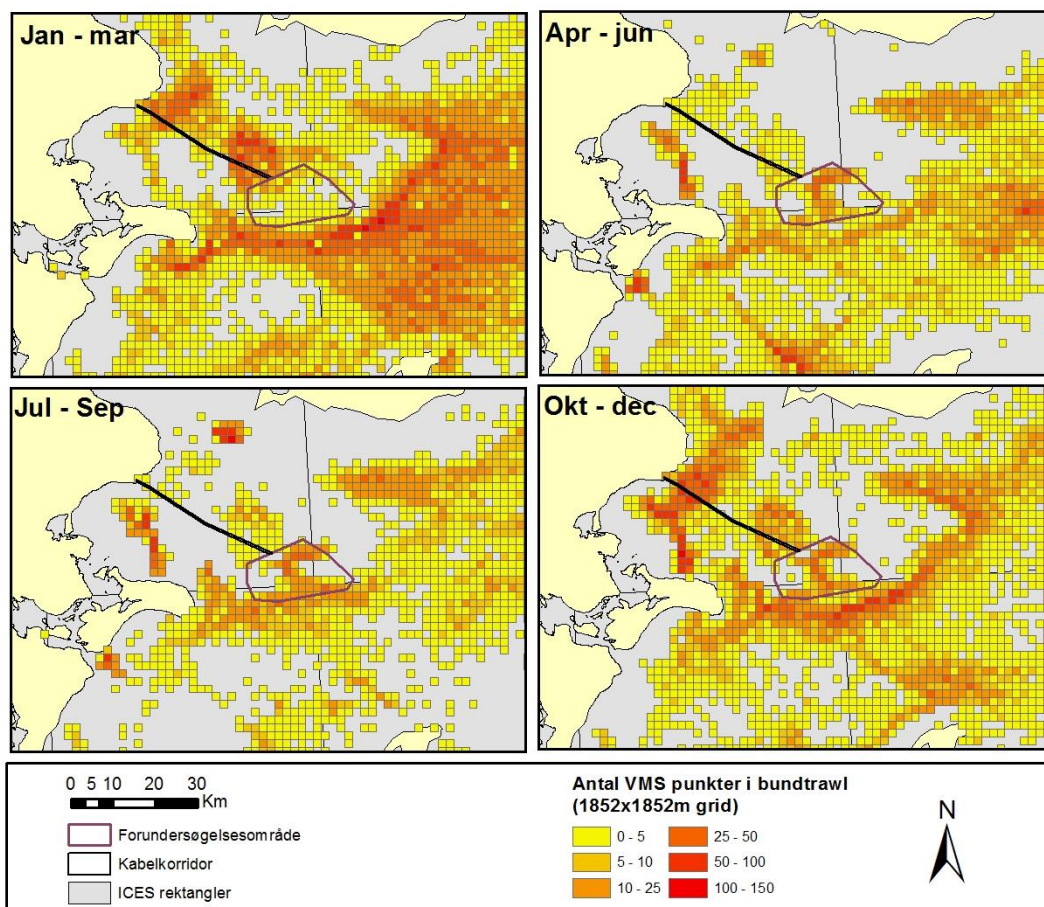 Jan - mar
Apr - jun
Jul - Sep
Okt - dec
0 5 10 20 30
Km
Forundersøgelsesområde
Kabelkorridor
ICES rektangler
Antal VMS punkter i bundtrawl
(1852x1852m grid)
0 - 5
5 - 10
10 - 25
25 - 50
50 - 100
100 - 150
N